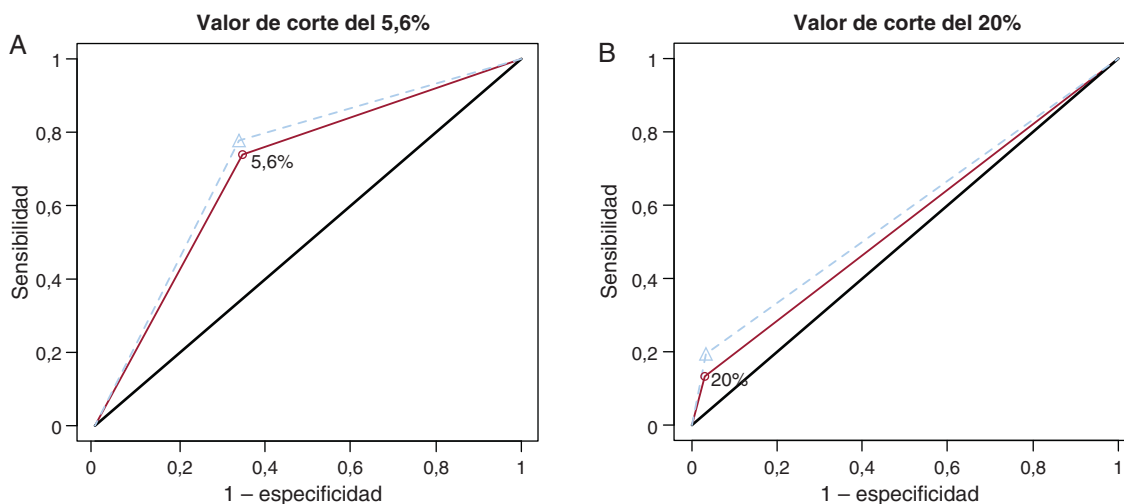 A
Valor de corte del 5,6%
1
0,8
0,6
0,4
0,2
0
Sensibilidad
5,6%
0 0,2 0,4 0,6 0,8 1
1 – especificidad
B
Valor de corte del 20%
1
0,8
0,6
0,4
0,2
0
Sensibilidad
20%
0 0,2 0,4 0,6 0,8 1
1 – especificidad